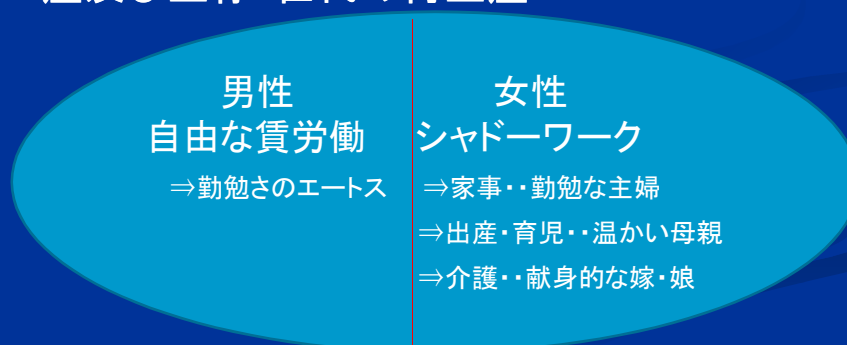 男性
自由な賃労働
⇒勤勉さのエートス
女性
シャドーワーク
⇒家事・・勤勉な主婦
⇒出産・育児・・温かい母親
⇒介護・・献身的な嫁・娘